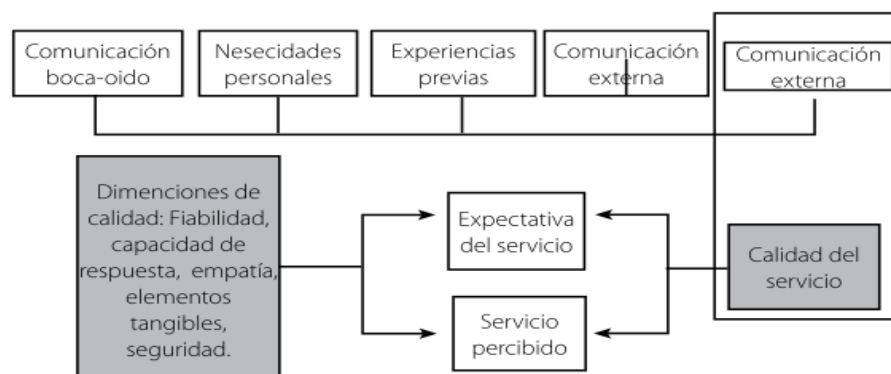 Comunicación
boca-oido
Nesecidades
personales
Experiencias
previas
Comunicación
externa
Comunicación
externa
Dimenciones de
calidad: Fiabilidad,
capacidad de
respuesta, empatía,
elementos
tangibles,
seguridad.
Expectativa
del servicio
Servicio
percibido
Calidad del
servicio